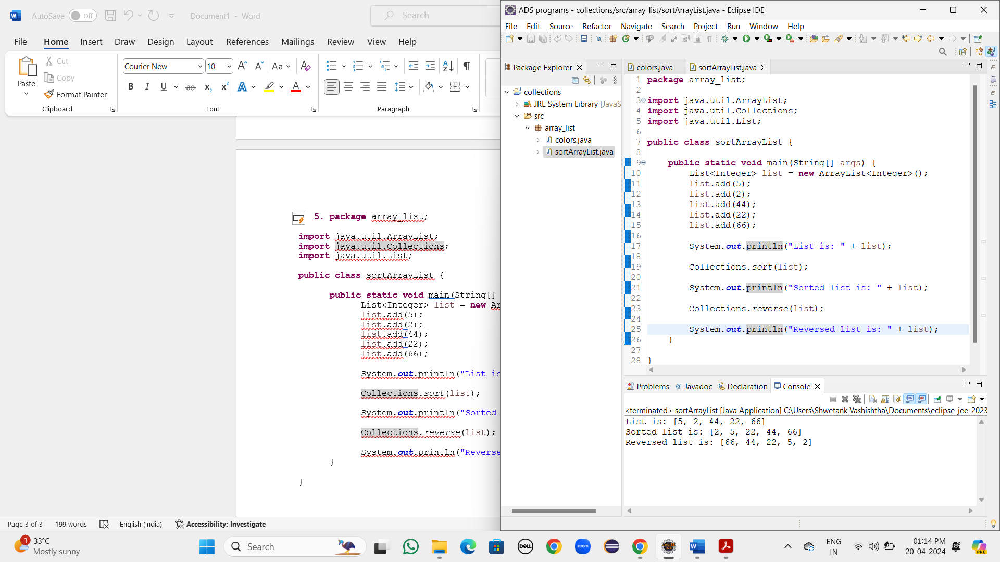 AutoSave Off Document1 - Word Search
File Home Insert Draw Design Layout References Mailings Review View Help
Paste Cut Copy Format Painter
Clipboard
Courier New 10 Aa
B I U ab x₂ x² A A
Font
Paragraph
5. package array_list;
import java.util.ArrayList;
import java.util.Collections;
import java.util.List;
public class sortArrayList {
public static void main(String[]
List<Integer> list = new Ar
list.add(5);
list.add(2);
list.add(44);
list.add(22);
list.add(66);
System.out.println("List is
Collections.sort(list);
System.out.println("Sorted
Collections.reverse(list);
System.out.println("Reverse
}
}
Page 3 of 3 199 words English (India) Accessibility: Investigate
ADS programs - collections/src/array_list/sortArrayList.java - Eclipse IDE
File Edit Source Refactor Navigate Search Project Run Window Help
Package Explorer
collections
JRE System Library [JavaS
src
array_list
colors.java
sortArrayList.java
colors.java sortArrayList.java
1 package array_list;
2
3 import java.util.ArrayList;
4 import java.util.Collections;
5 import java.util.List;
6
7 public class sortArrayList {
8
9 public static void main(String[] args) {
10 List<Integer> list = new ArrayList<Integer>();
11 list.add(5);
12 list.add(2);
13 list.add(44);
14 list.add(22);
15 list.add(66);
16
17 System.out.println("List is: " + list);
18
19 Collections.sort(list);
20
21 System.out.println("Sorted list is: " + list);
22
23 Collections.reverse(list);
24
25 System.out.println("Reversed list is: " + list);
26 }
27
28 }
Problems Javadoc Declaration Console
<terminated> sortArrayList [Java Application] C:\Users\Shwetank Vashishtha\Documents\eclipse-jee-2023
List is: [5, 2, 44, 22, 66]
Sorted list is: [2, 5, 22, 44, 66]
Reversed list is: [66, 44, 22, 5, 2]
1 33°C
Mostly sunny
Search
DELL
zoom
ENG
IN
01:14 PM
20-04-2024
PRE